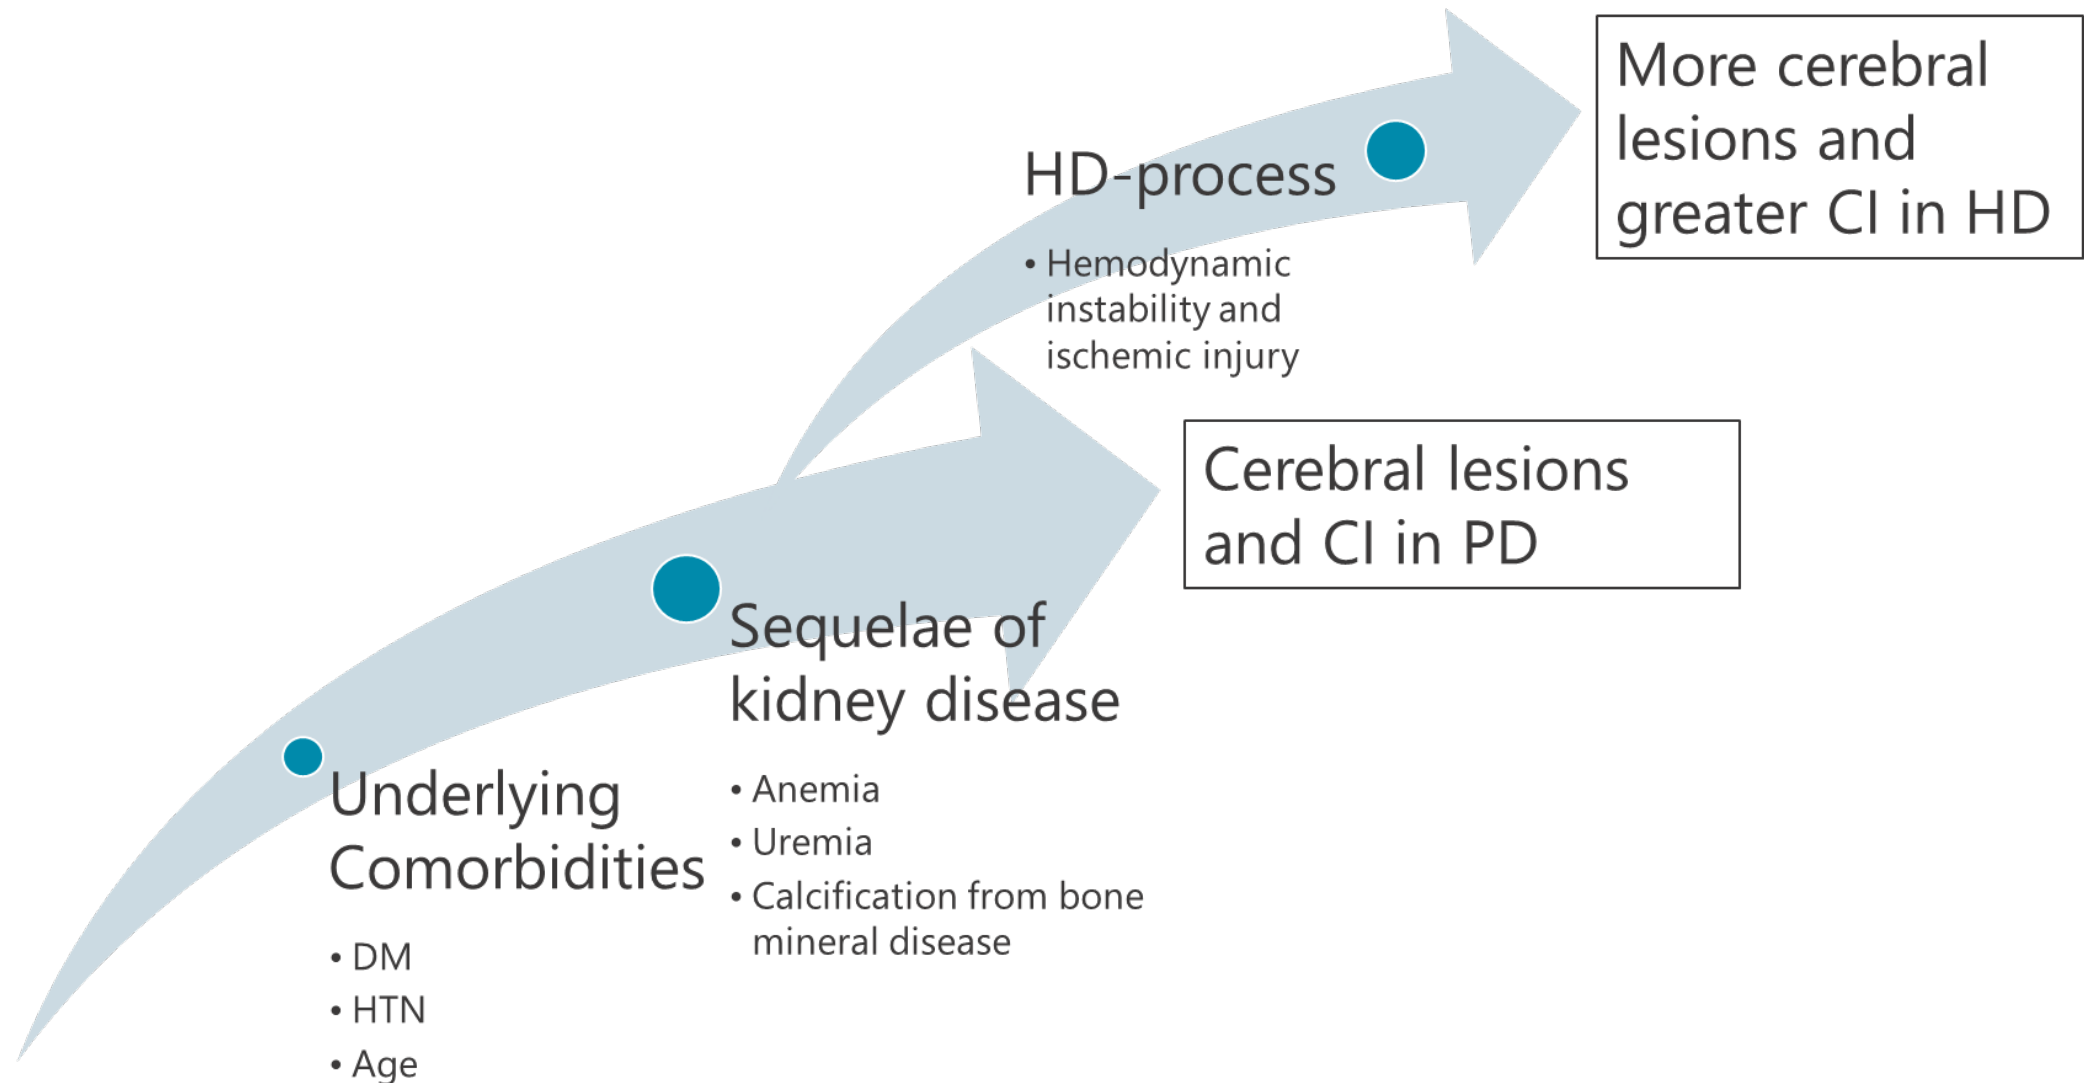 More cerebral
lesions and
greater CI in HD
HD-process
• Hemodynamic
instability and
ischemic injury
Cerebral lesions
and CI in PD
Sequelae of
kidney disease
• Anemia
• Uremia
• Calcification from bone
mineral disease
Underlying
Comorbidities
• DM
• HTN
• Age